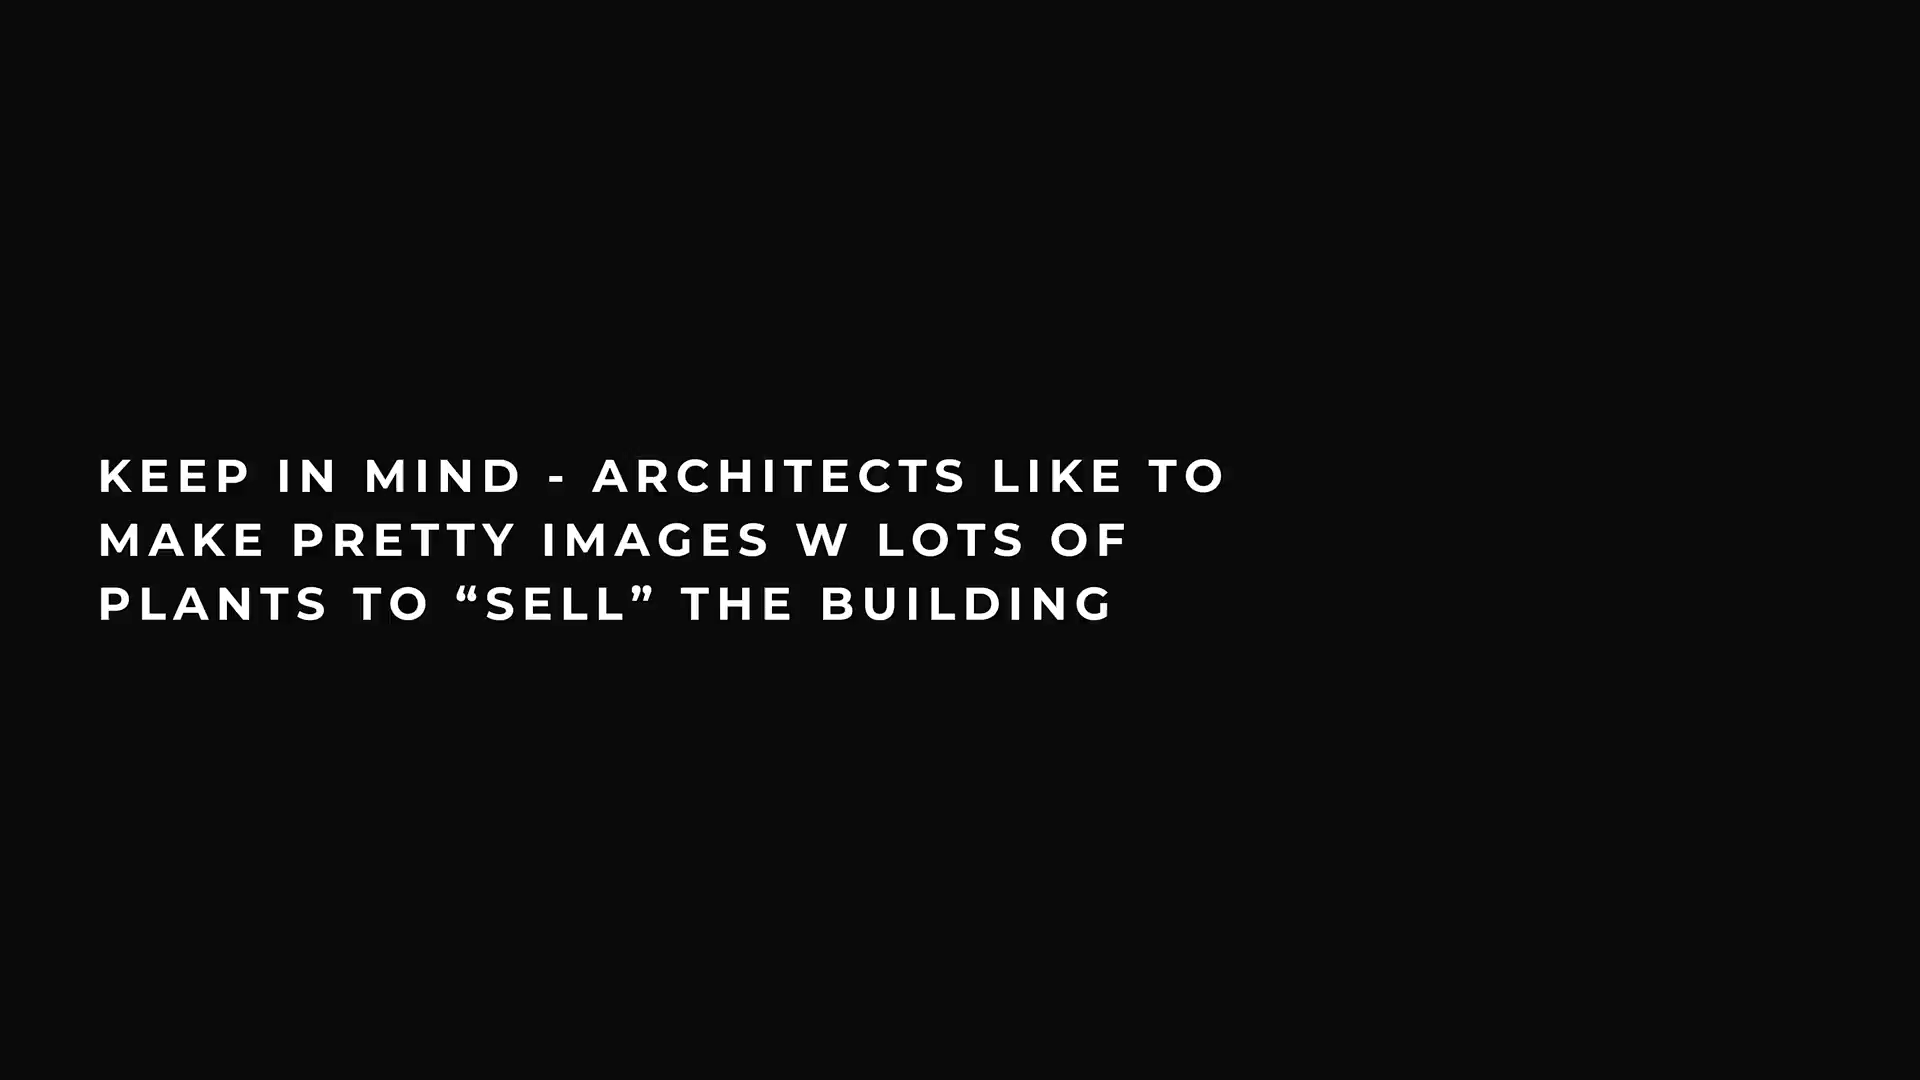 KEEP IN MIND - ARCHITECTS LIKE TO
MAKE PRETTY IMAGES W LOTS OF
PLANTS TO “SELL” THE BUILDING